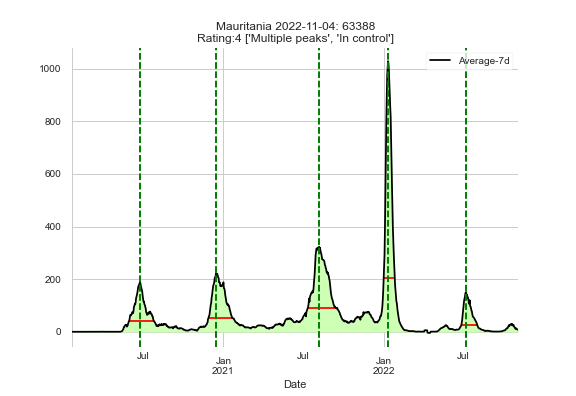 Mauritania 2022-11-04: 63388
Rating:4 ['Multiple peaks', 'In control']
Average-7d
1000
800
600
400
200
0
Jul
Jan
2021
Jul
Jan
2022
Jul
Date